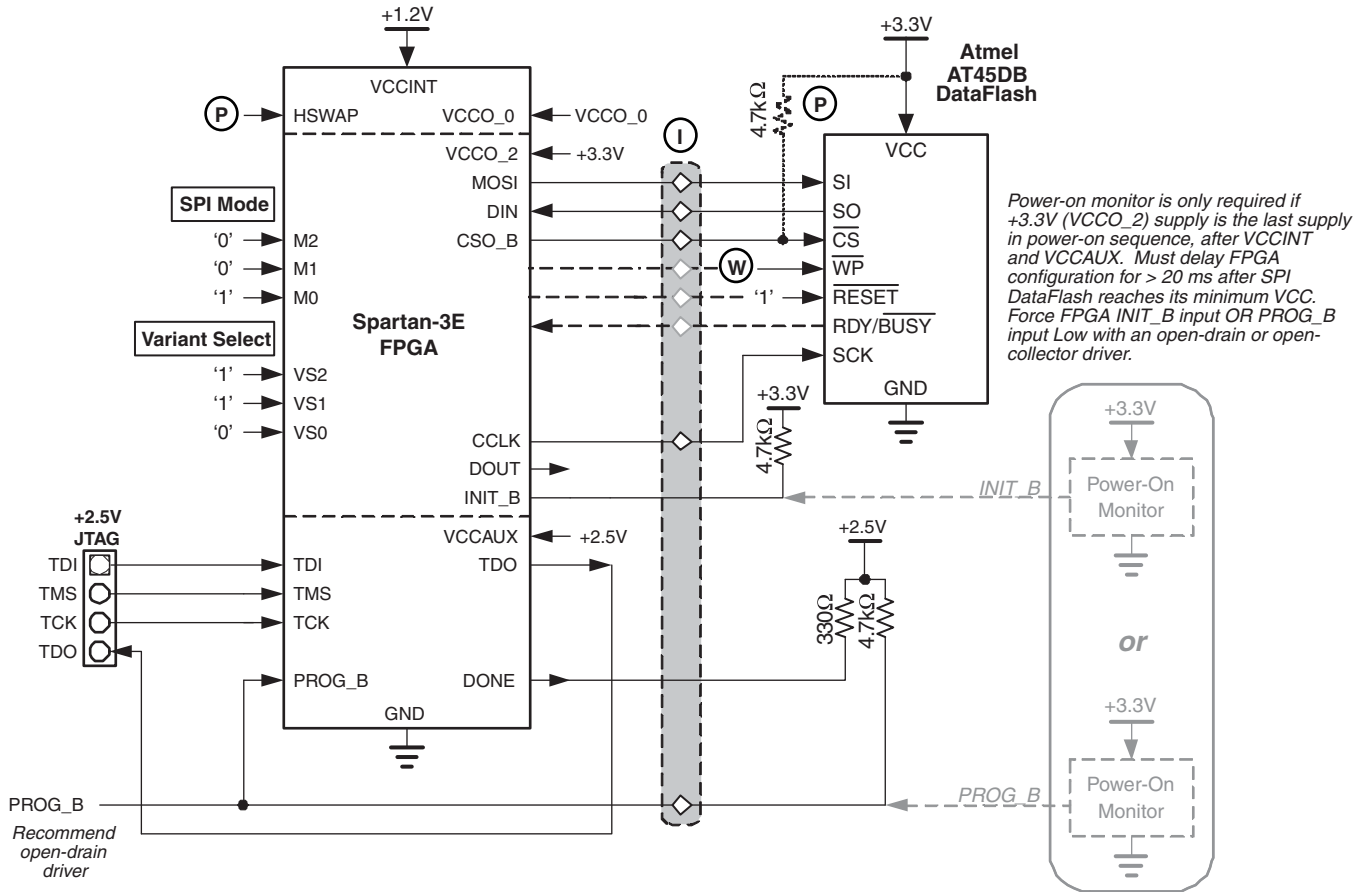 +1.2V
VCCINT
P
HSWAP
VCCO_0
VCCO_0
VCCO_2
+3.3V
MOSI
DIN
CSO_B
SPI Mode
'0'
M2
'0'
M1
'1'
M0
Variant Select
'1'
VS2
'1'
VS1
'0'
VS0
Spartan-3E
FPGA
CCLK
DOUT
INIT_B
VCCAUX
+2.5V
TDO
+2.5V
JTAG
TDI
TMS
TCK
TDO
TDI
TMS
TCK
PROG_B
DONE
GND
PROG_B
Recommend
open-drain
driver
I
W
'1'
+3.3V
4.7kΩ
P
Atmel
AT45DB
DataFlash
VCC
SI
SO
CS
WP
RESET
RDY/BUSY
SCK
GND
+3.3V
4.7kΩ
+2.5V
330Ω
4.7kΩ
Power-on monitor is only required if
+3.3V (VCCO_2) supply is the last supply
in power-on sequence, after VCCINT
and VCCAUX. Must delay FPGA
configuration for > 20 ms after SPI
DataFlash reaches its minimum VCC.
Force FPGA INIT_B input OR PROG_B
input Low with an open-drain or open-
collector driver.
+3.3V
INIT_B
Power-On
Monitor
or
+3.3V
PROG_B
Power-On
Monitor